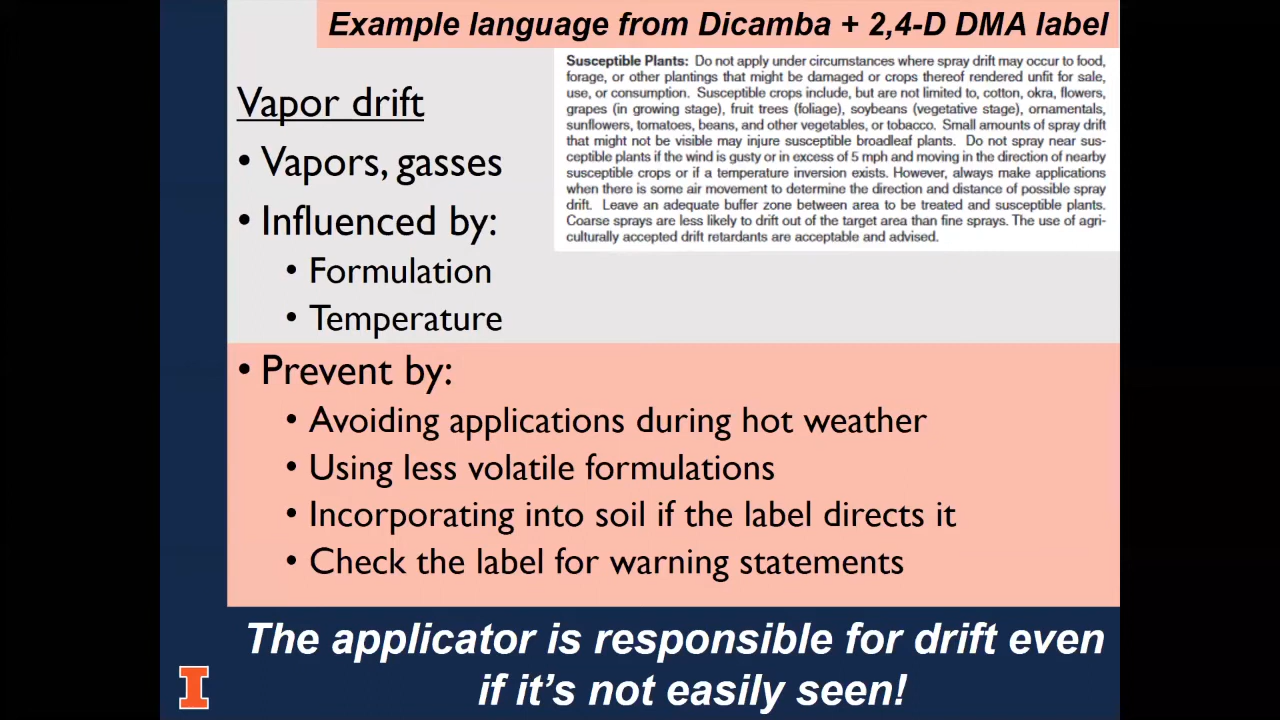 Example language from Dicamba + 2,4-D DMA label
Susceptible Plants: Do not apply under circumstances where spray drift may occur to food,
forage, or other plantings that might be damaged or crops thereof rendered unfit for sale,
use, or consumption. Susceptible crops include, but are not limited to, cotton, okra, flowers,
grapes (in growing stage), fruit trees (foliage), soybeans (vegetative stage), ornamentals,
sunflowers, tomatoes, beans, and other vegetables, or tobacco. Small amounts of spray drift
that might not be visible may injure susceptible broadleaf plants. Do not spray near sus-
ceptible plants if the wind is gusty or in excess of 5 mph and moving in the direction of nearby
susceptible crops or if a temperature inversion exists. However, always make applications
when there is some air movement to determine the direction and distance of possible spray
drift. Leave an adequate buffer zone between area to be treated and susceptible plants.
Coarse sprays are less likely to drift out of the target area than fine sprays. The use of agri-
culturally accepted drift retardants are acceptable and advised.
Vapor drift
• Vapors, gasses
• Influenced by:
• Formulation
• Temperature
• Prevent by:
• Avoiding applications during hot weather
• Using less volatile formulations
• Incorporating into soil if the label directs it
• Check the label for warning statements
The applicator is responsible for drift even
if it's not easily seen!
I